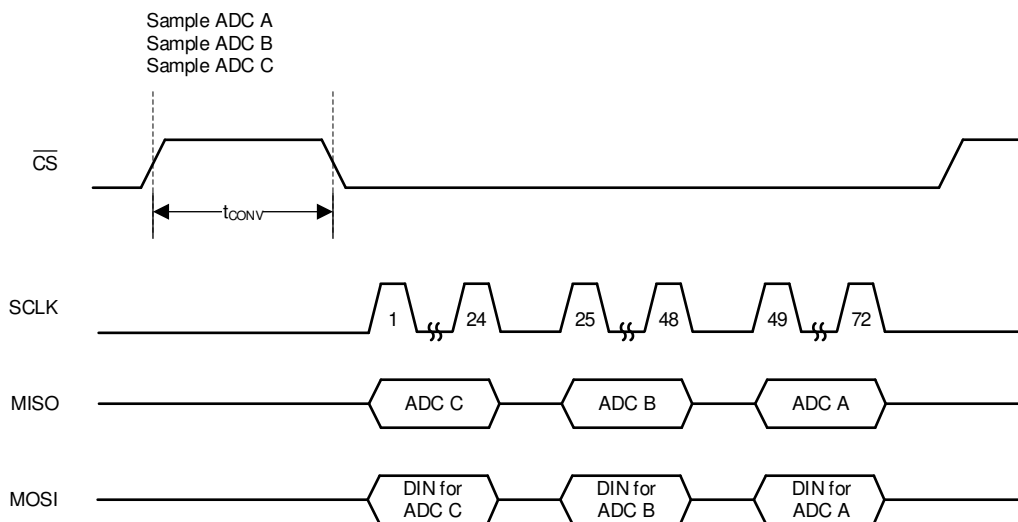 Sample ADC A
Sample ADC B
Sample ADC C
CS
tCONV
SCLK
1
24
25
48
49
72
MISO
ADC C
ADC B
ADC A
MOSI
DIN for
ADC C
DIN for
ADC B
DIN for
ADC A